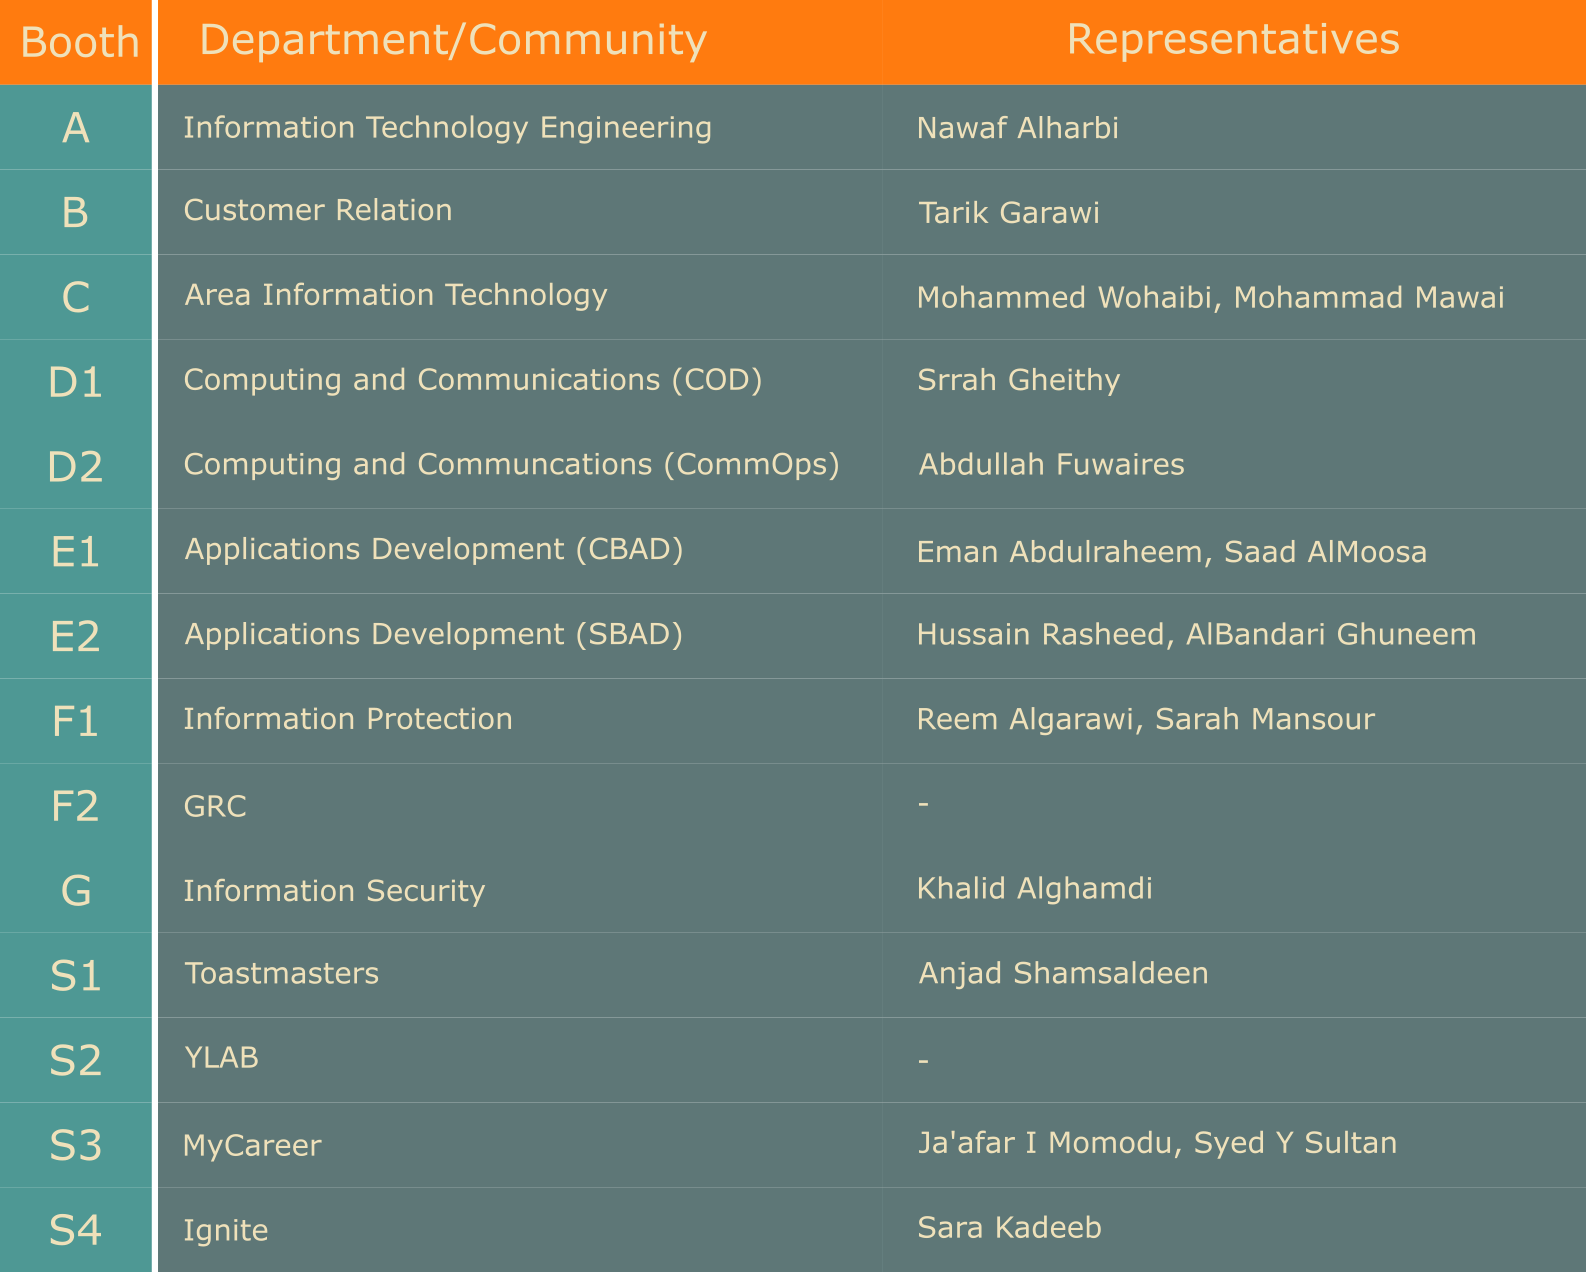 Booth Department/Community Representatives
A Information Technology Engineering Nawaf Alharbi
B Customer Relation Tarik Garawi
C Area Information Technology Mohammed Wohaibi, Mohammad Mawai
D1 Computing and Communications (COD) Srrah Gheithy
D2 Computing and Communcations (CommOps) Abdullah Fuwaires
E1 Applications Development (CBAD) Eman Abdulraheem, Saad AlMoosa
E2 Applications Development (SBAD) Hussain Rasheed, AlBandari Ghuneem
F1 Information Protection Reem Algarawi, Sarah Mansour
F2 GRC -
G Information Security Khalid Alghamdi
S1 Toastmasters Anjad Shamsaldeen
S2 YLAB -
S3 MyCareer Ja'afar I Momodu, Syed Y Sultan
S4 Ignite Sara Kadeeb